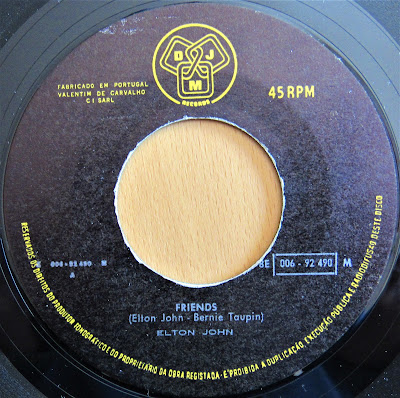 DJM
RECORDS
FABRICADO EM PORTUGAL
VALENTIM DE CARVALHO
C I SARL
45 RPM
006 - 92 490 M
A
BE 006 - 92 490 M
FRIENDS
(Elton John - Bernie Taupin)
ELTON JOHN
RESERVADOS OS DIREITOS DO PRODUTOR FONOGRÁFICO E DO PROPRIETÁRIO DA OBRA REGISTADA - É PROIBIDA A DUPLICAÇÃO, EXECUÇÃO PÚBLICA E RADIODIFUSÃO DESTE DISCO